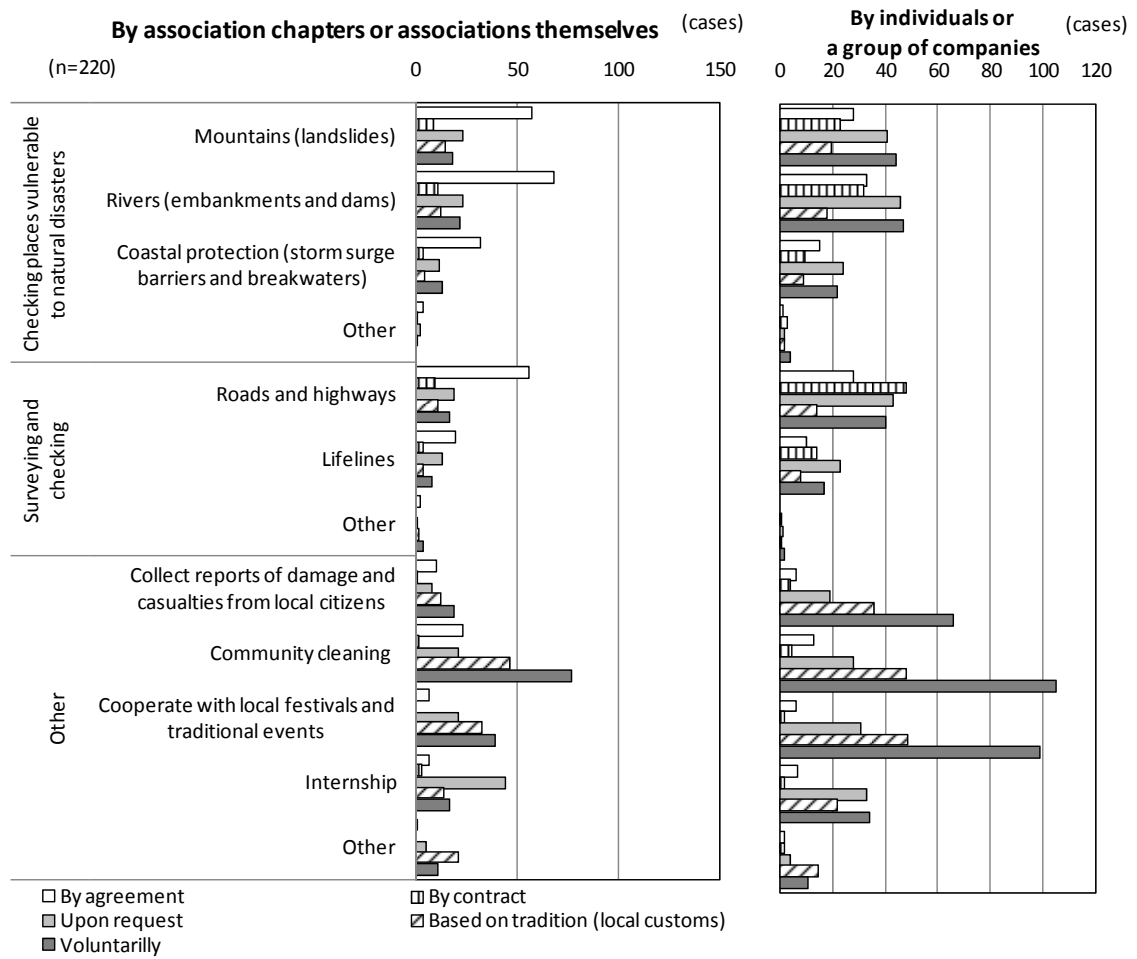 By association chapters or associations themselves (cases)
(n=220)
0 50 100 150
By individuals or
a group of companies
(cases)
0 20 40 60 80 100 120
Checking places vulnerable
to natural disasters
Mountains (landslides)
Rivers (embankments and dams)
Coastal protection (storm surge
barriers and breakwaters)
Other
Surveying and
checking
Roads and highways
Lifelines
Other
Other
Collect reports of damage and
casualties from local citizens
Community cleaning
Cooperate with local festivals and
traditional events
Internship
Other
By agreement
By contract
Upon request
Based on tradition (local customs)
Voluntarilly